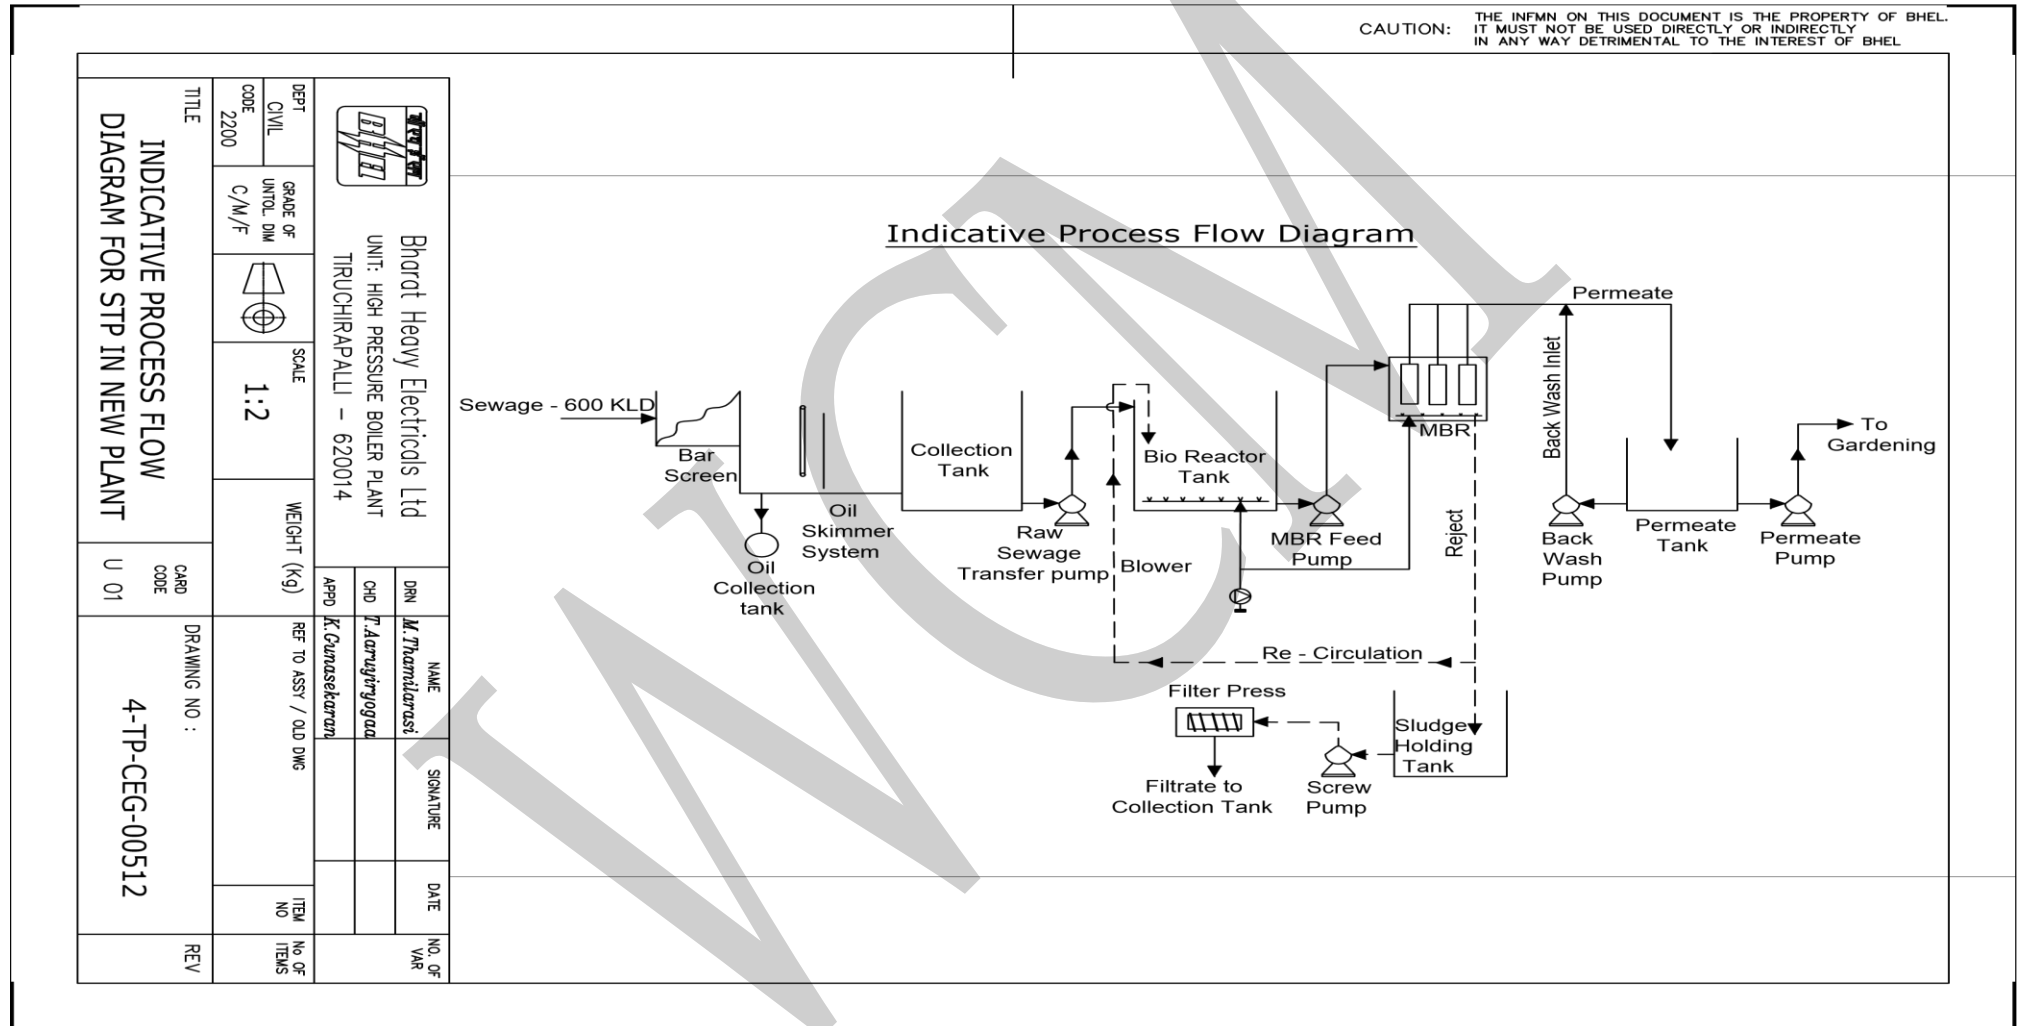 CAUTION:
THE INFMN ON THIS DOCUMENT IS THE PROPERTY OF BHEL.
IT MUST NOT BE USED DIRECTLY OR INDIRECTLY
IN ANY WAY DETRIMENTAL TO THE INTEREST OF BHEL
BHEL
Bharat Heavy Electricals Ltd
UNIT: HIGH PRESSURE BOILER PLANT
TIRUCHIRAPALLI - 620014
DRN
CHD
APPD
NAME
M.Thamilarasi
K.Gunasekaran
SIGNATURE
DATE
NO. OF
VAR
DEPT
CIVIL
CODE
2200
GRADE OF
UNTOL. DIM
C/M/F
SCALE
1:2
WEIGHT (Kg)
REF TO ASSY / OLD DWG
ITEM
NO
No OF
ITEMS
TITLE
INDICATIVE PROCESS FLOW
DIAGRAM FOR STP IN NEW PLANT
CARD
CODE
U 01
DRAWING NO :
4-TP-CEG-00512
REV
Indicative Process Flow Diagram
Sewage - 600 KLD
Bar
Screen
Oil
Collection
tank
Oil
Skimmer
System
Collection
Tank
Raw
Sewage
Transfer pump
Bio Reactor
Tank
Blower
MBR Feed
Pump
MBR
Permeate
Back Wash Inlet
Reject
Back
Wash
Pump
Permeate
Tank
Permeate
Pump
To
Gardening
Re - Circulation
Filter Press
Filtrate to
Collection Tank
Screw
Pump
Sludge
Holding
Tank
WCM